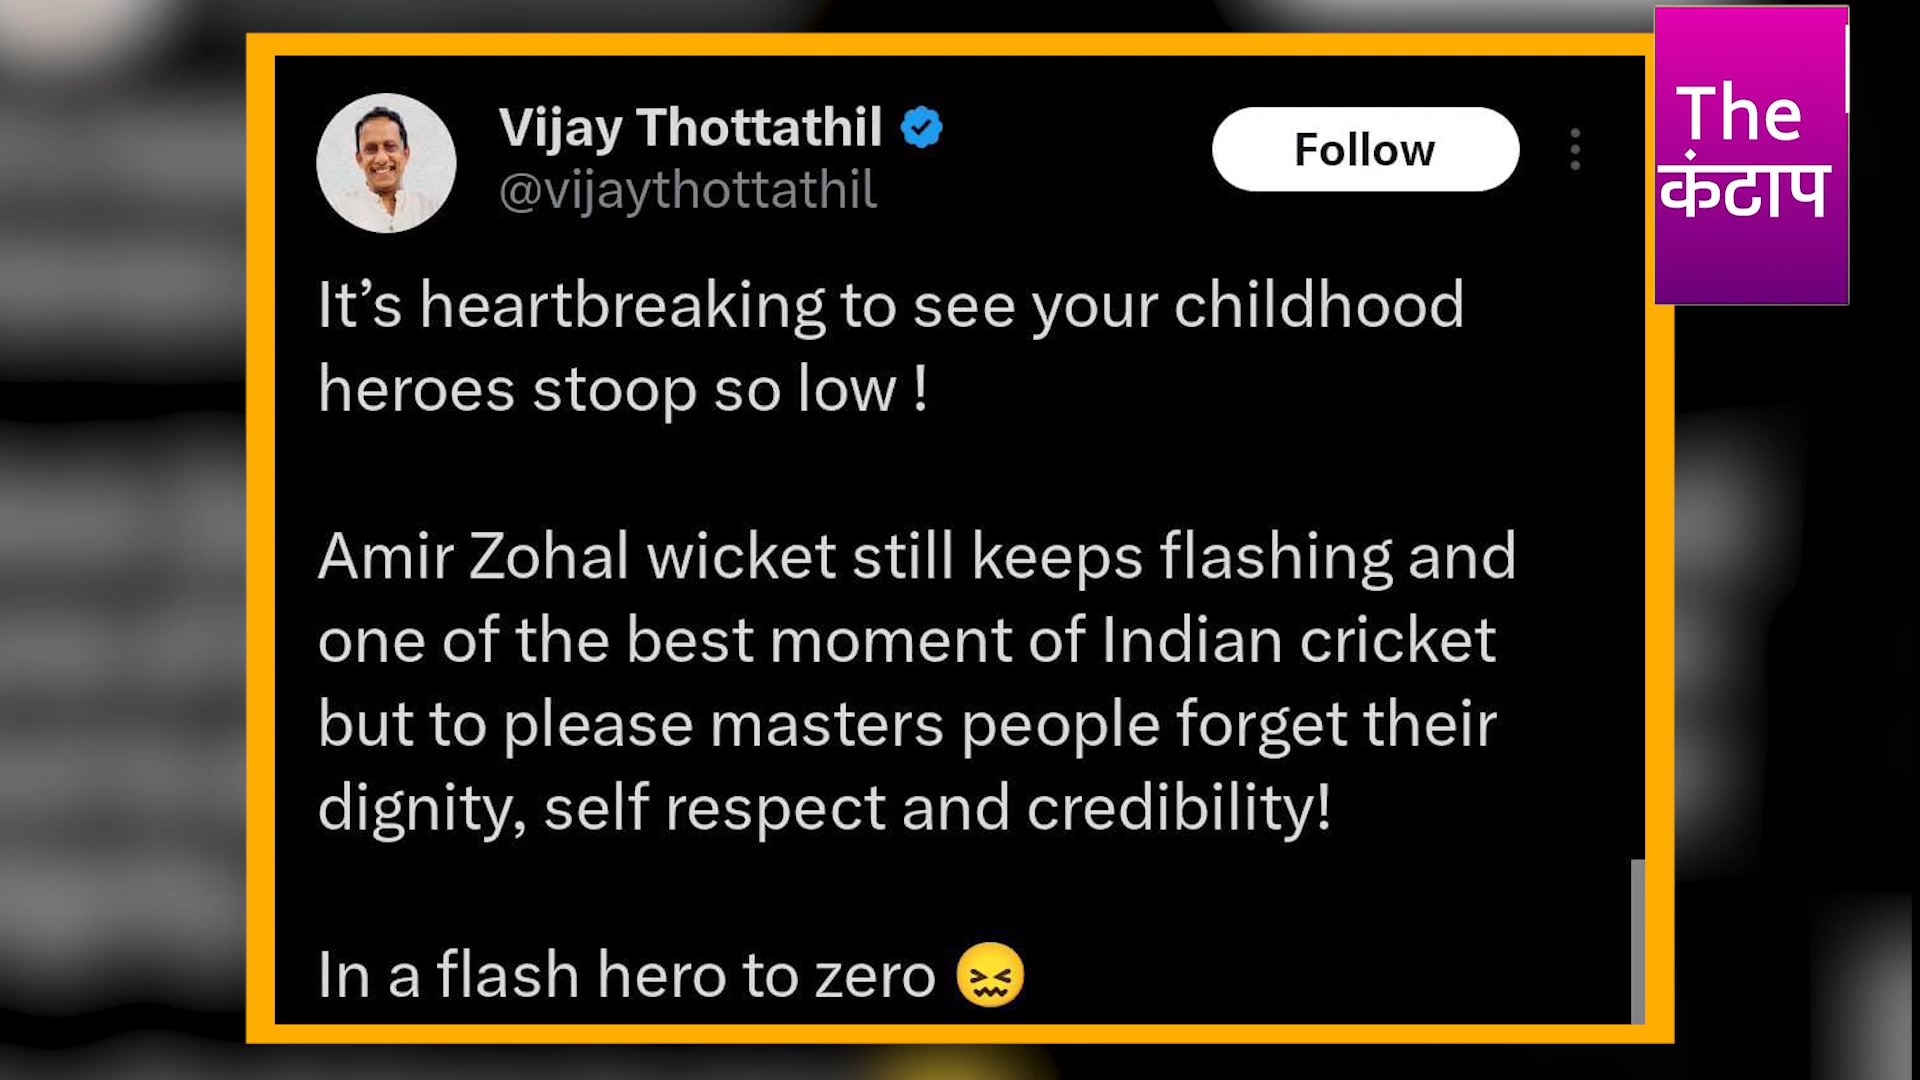 Vijay Thottathil
@vijaythottathil
Follow
The
कंटाप
It’s heartbreaking to see your childhood
heroes stoop so low !
Amir Zohal wicket still keeps flashing and
one of the best moment of Indian cricket
but to please masters people forget their
dignity, self respect and credibility!
In a flash hero to zero 😖